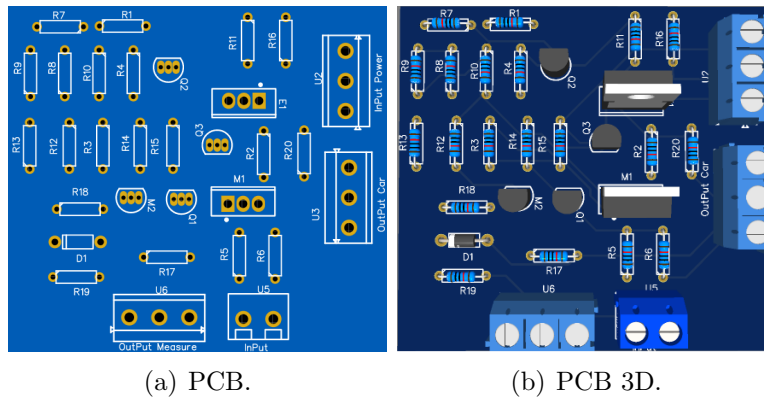 R7
R1
R11
R16
R9
R8
R10
R4
Q2
U2
InPut Power
E1
R13
R12
R3
R14
R15
Q3
R2
R20
OutPut Car
U3
R18
M2
Q1
M1
D1
R17
R5
R6
R19
U6
U5
OutPut Measure
InPut
(a) PCB.
R7
R1
R11
R16
R9
R8
R10
R4
Q2
U2
R13
R12
R3
R14
R15
Q3
R2
R20
OutPut Car
R18
M2
Q1
M1
D1
R17
R5
R6
R19
U6
U5
(b) PCB 3D.